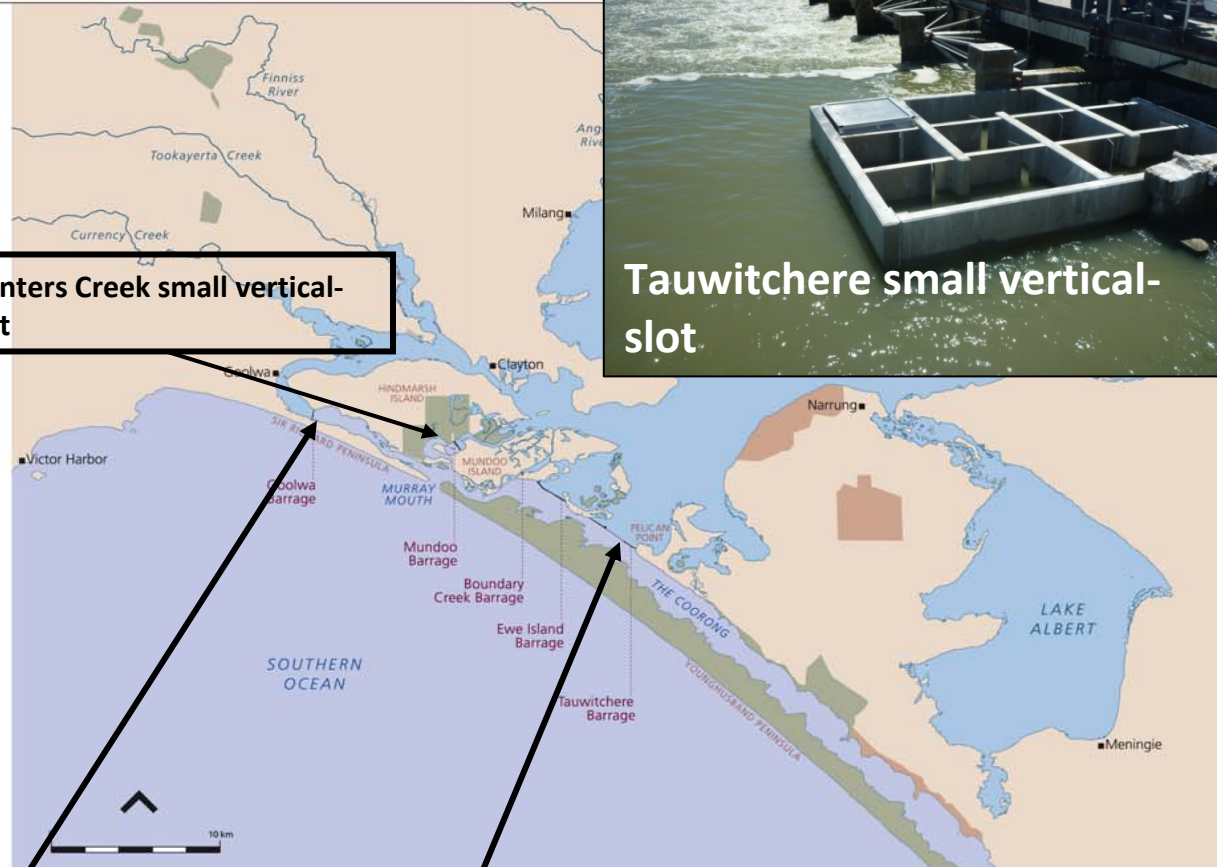 Finniss
River
Tookayerta Creek
Currency Creek
Milang
nters Creek small vertical-
t
Tauwitchere small vertical-
slot
Goolwa
Clayton
HINDMARSH
ISLAND
Narrung
SIR RICHARD PENINSULA
Victor Harbor
MUNDOO
ISLAND
Goolwa
Barrage
MURRAY
MOUTH
PELICAN
POINT
Mundoo
Barrage
Boundary
Creek Barrage
THE COORONG
Ewe Island
Barrage
LAKE
ALBERT
SOUTHERN
OCEAN
Tauwitchere
Barrage
YOUNGHUSBAND PENINSULA
Meningie
10 km